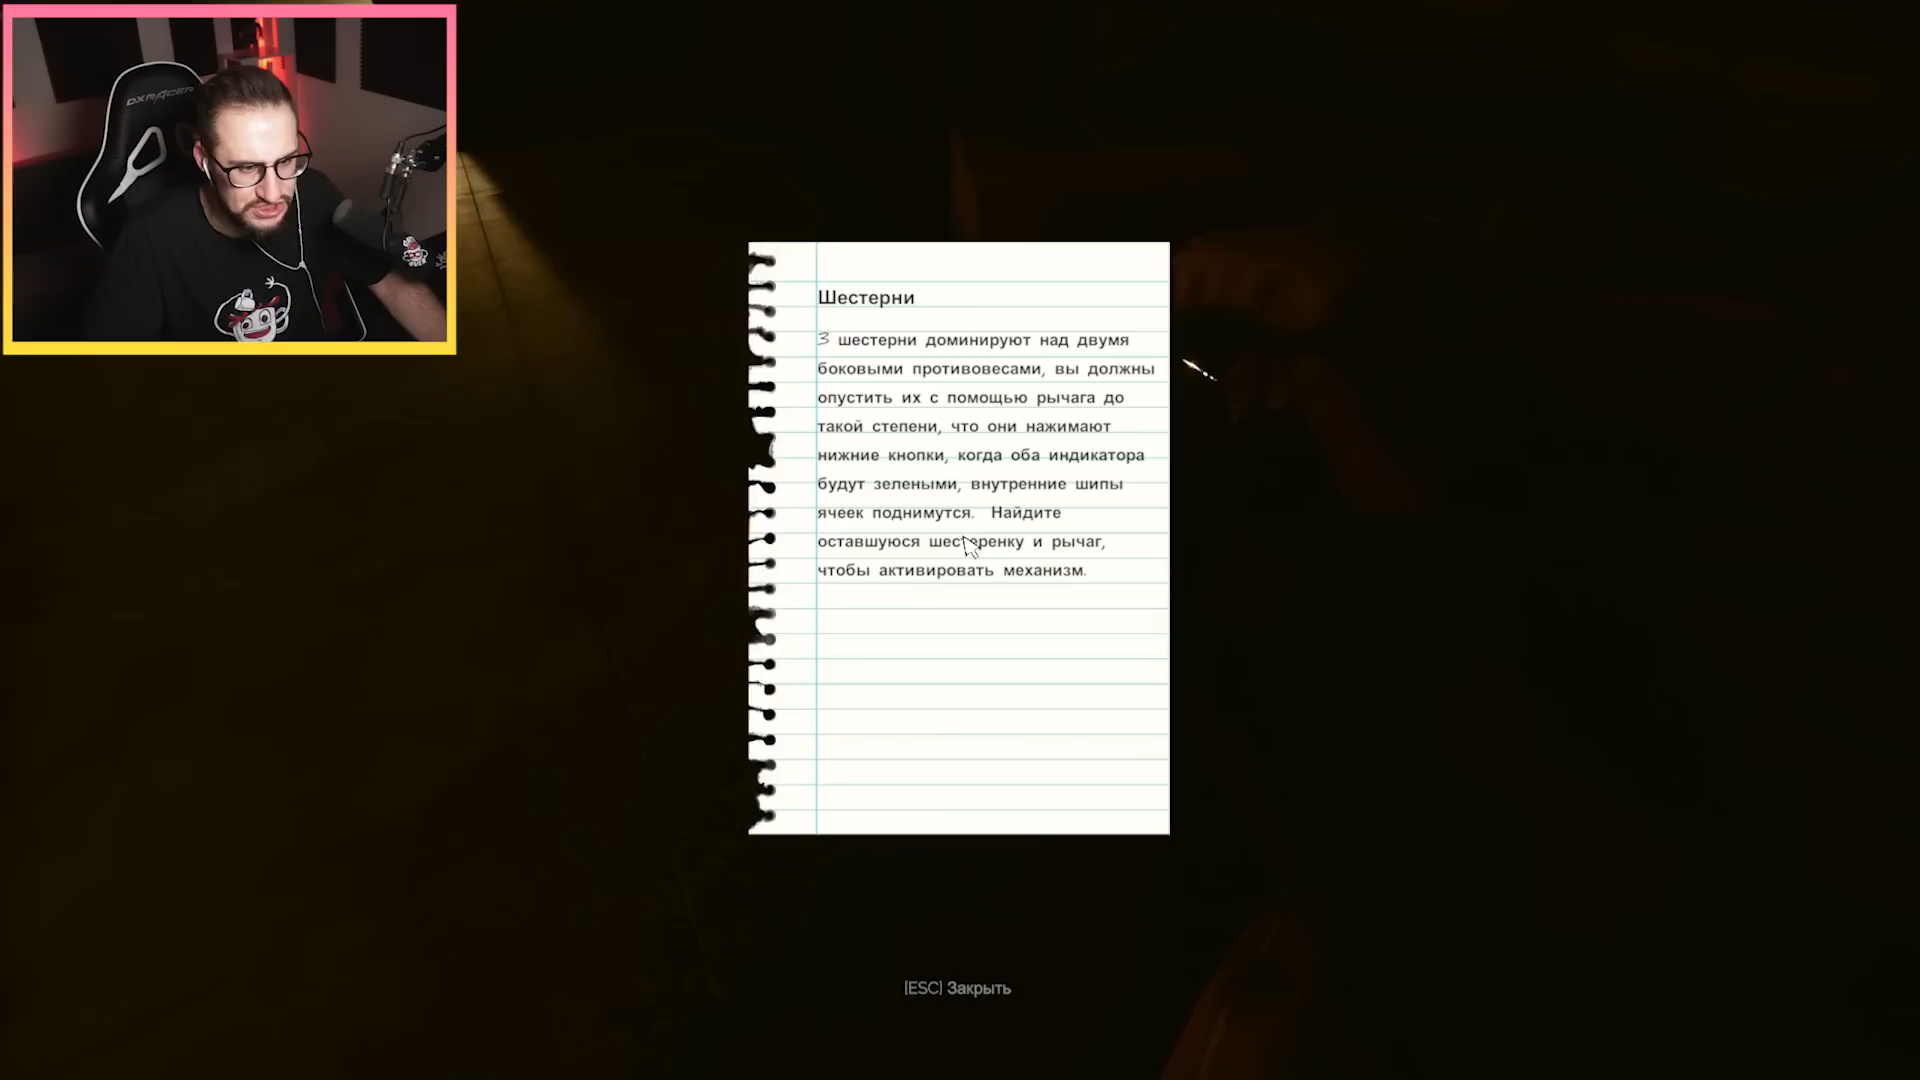 DXRACER
Шестерни
3 шестерни доминируют над двумя
боковыми противовесами, вы должны
опустить их с помощью рычага до
такой степени, что они нажимают
нижние кнопки, когда оба индикатора
будут зелеными, внутренние шипы
ячеек поднимутся. Найдите
оставшуюся шестеренку и рычаг,
чтобы активировать механизм.
[ESC] Закрыть